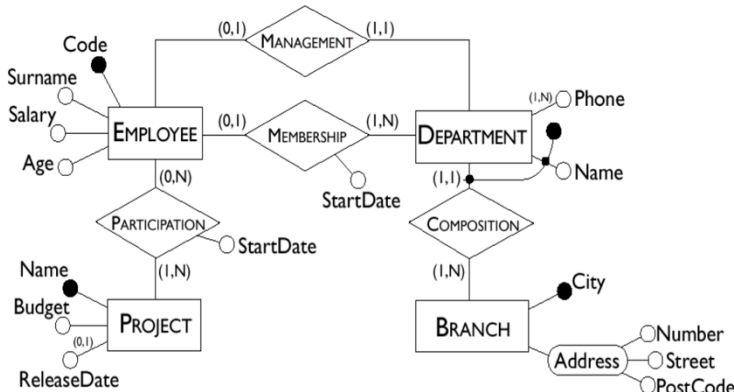 (0,1) MANAGEMENT (1,1)
Code
Surname
Salary
Age
EMPLOYEE
(0,1) MEMBERSHIP (1,N)
StartDate
DEPARTMENT
(1,N) Phone
Name
(0,N)
PARTICIPATION
StartDate
(1,N)
(1,1)
COMPOSITION
(1,N)
Name
Budget
(0,1)
ReleaseDate
PROJECT
BRANCH
City
Address
Number
Street
PostCode